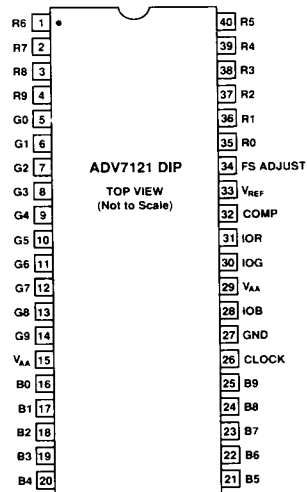 R6 1 40 R5
R7 2 39 R4
R8 3 38 R3
R9 4 37 R2
G0 5 36 R1
G1 6 35 R0
G2 7 ADV7121 DIP 34 FS ADJUST
G3 8 TOP VIEW 33 VREF
G4 9 (Not to Scale) 32 COMP
G5 10 31 IOR
G6 11 30 IOG
G7 12 29 VAA
G8 13 28 IOB
G9 14 27 GND
VAA 15 26 CLOCK
B0 16 25 B9
B1 17 24 B8
B2 18 23 B7
B3 19 22 B6
B4 20 21 B5